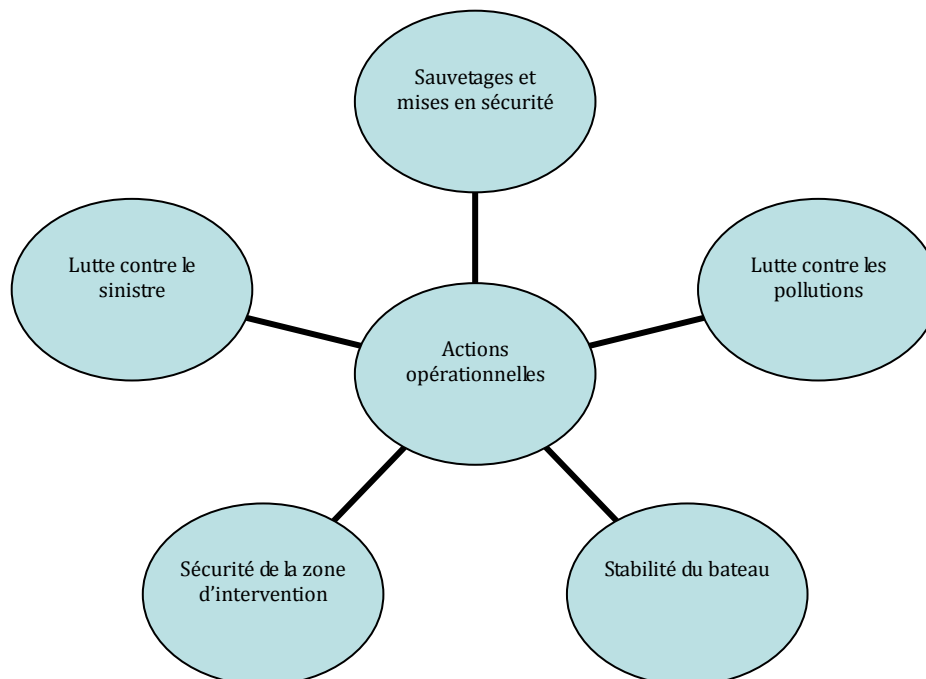 Sauvetages et
mises en sécurité
Lutte contre le
sinistre
Lutte contre les
pollutions
Actions
opérationnelles
Sécurité de la zone
d’intervention
Stabilité du bateau